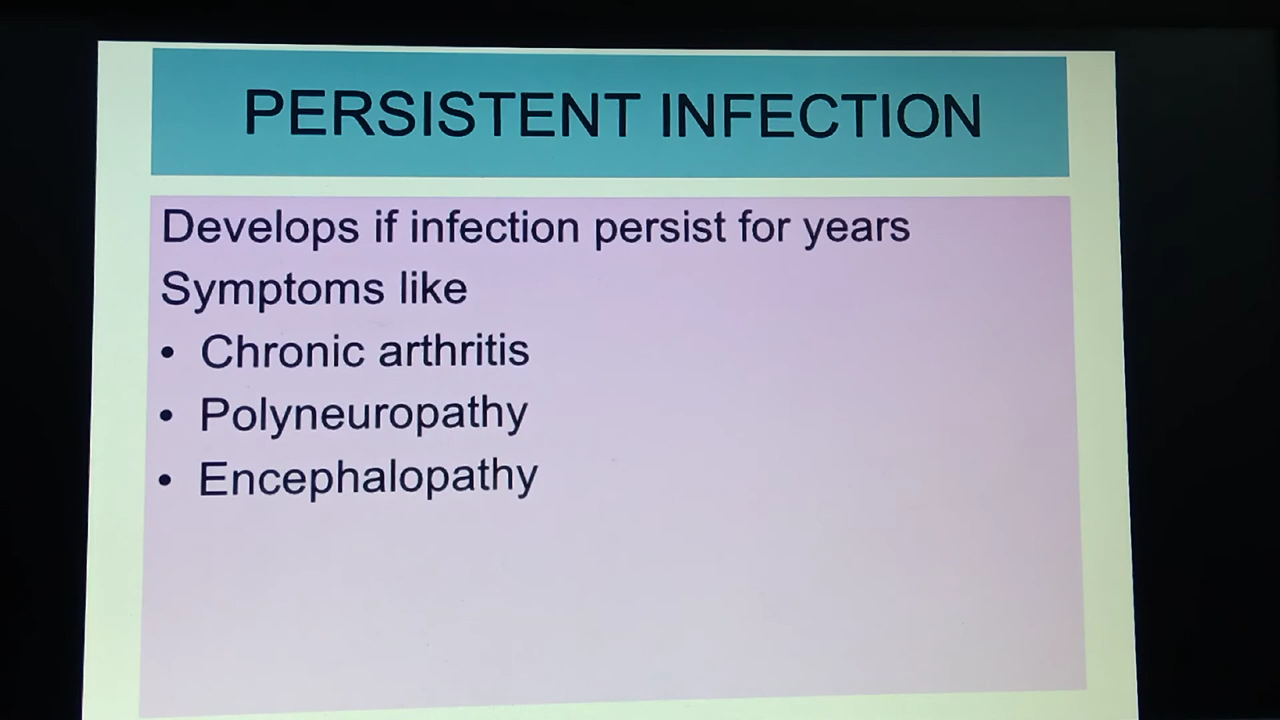 PERSISTENT INFECTION
Develops if infection persist for years
Symptoms like
• Chronic arthritis
• Polyneuropathy
• Encephalopathy